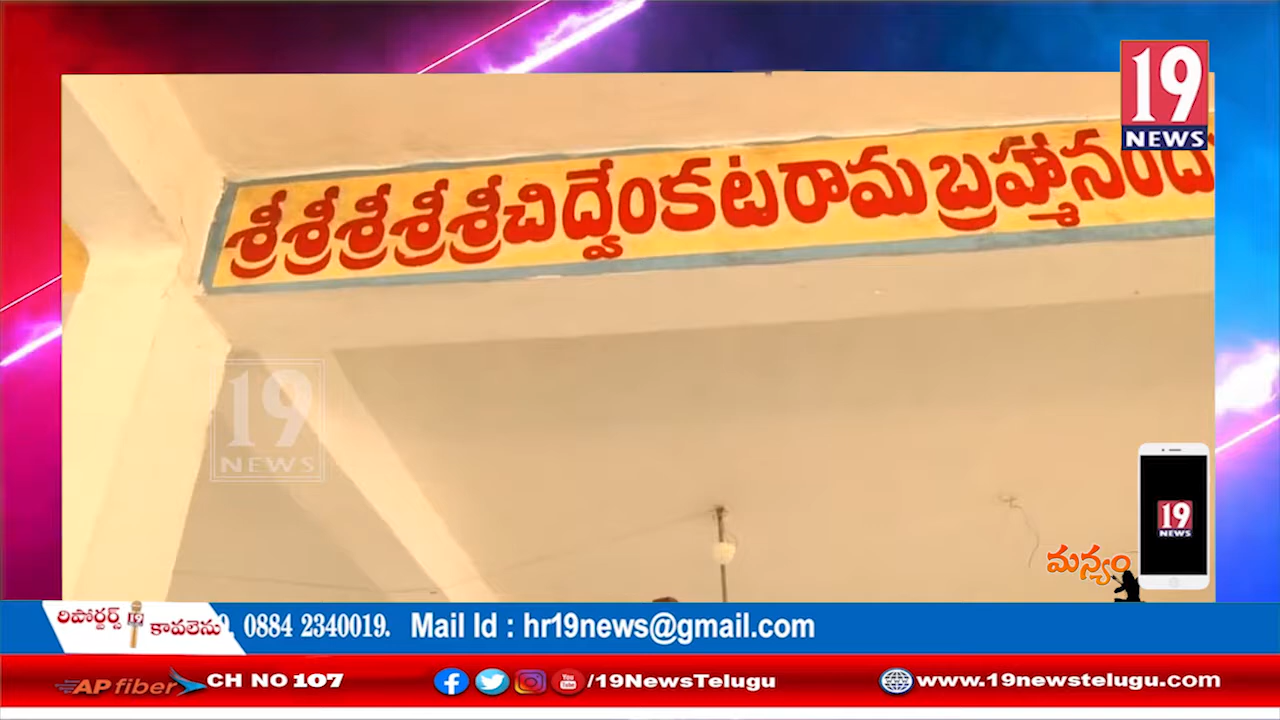 19
NEWS
శ్రీశ్రీశ్రీశ్రీశ్రీచిద్వేంకటరామబ్రహ్మానంద
19
NEWS
19
NEWS
మన్యం
రిపోర్టర్స్ కావలెను
0884 2340019. Mail Id : hr19news@gmail.com
AP fiber CH NO 107 /19NewsTelugu www.19newstelugu.com